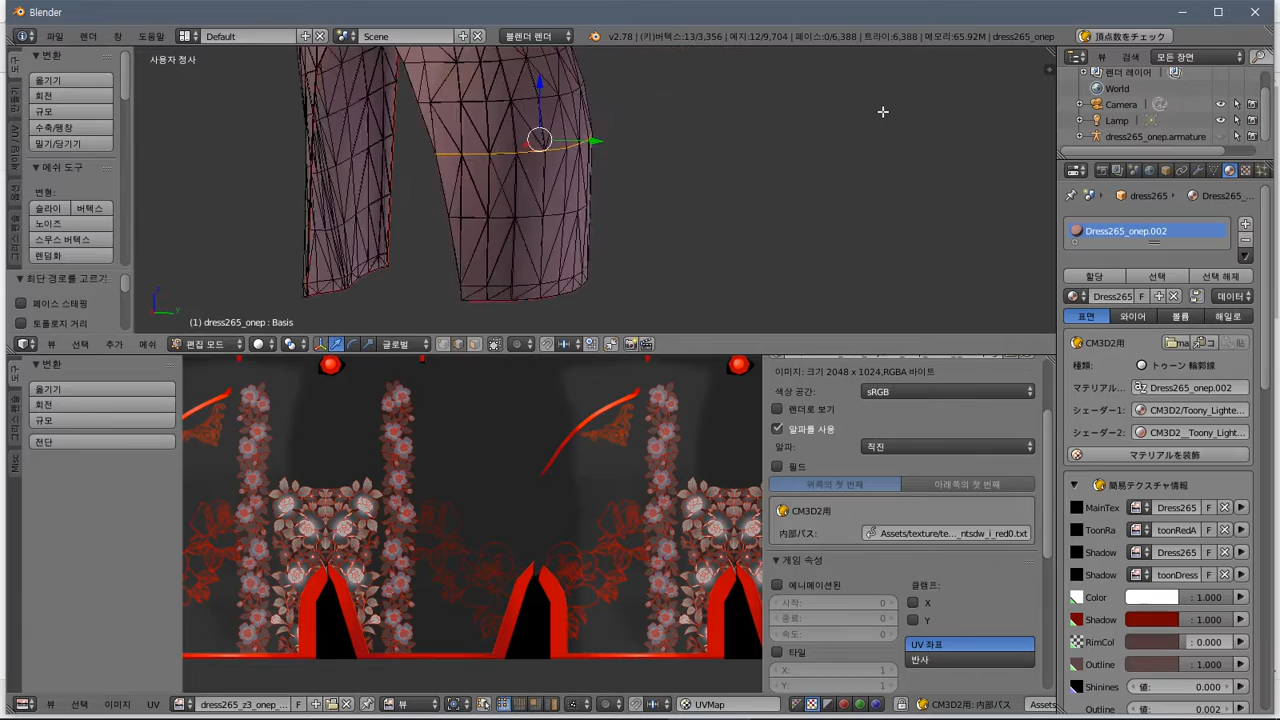 Blender
파일 렌더 창 도움말 Default Scene 블렌더 렌더 v2.78 | (키)버텍스:13/3,356 | 에지:12/9,704 | 페이스:0/6,388 | 트라이:6,388 | 메모리:65.92M | dress265_onep 頂点数をチェック
변환
옮기기
회전
규모
수축/팽창
밀기/당기기
메쉬 도구
변형:
슬라이 버텍스
노이즈
스무스 버텍스
랜덤화
최단 경로를 고르기
페이스 스테핑
토폴로지 거리
사용자 정사
(1) dress265_onep : Basis
뷰 선택 추가 메쉬 편집 모드 글로벌
뷰 검색 모든 장면
렌더 레이어
World
Camera
Lamp
dress265_onep.armature
dress265 Dress265_...
Dress265_onep.002
할당 선택 선택 해제
Dress265 F 데이터
표면 와이어 볼륨 헤일로
CM3D2用 ma コ 貼
種類: トゥーン 輪郭線
マテリアル... Dress265_onep.002
シェーダー1: CM3D2/Toony_Lighte...
シェーダー2: CM3D2__Toony_Light...
マテリアルを装飾
簡易テクスチャ情報
MainTex Dress265 F
ToonRa toonRedA F
Shadow Dress265 F
Shadow toonDress F
Color : 1.000
Shadow : 1.000
RimCol : 0.000
Outline : 1.000
Shinines 値: 0.000
Outline 値: 0.002
변환
옮기기
회전
규모
전단
Misc
이미지: 크기 2048 x 1024,RGBA 바이트
색상 공간: sRGB
렌더로 보기
알파를 사용
알파: 직진
필드
위쪽의 첫 번째 아래쪽의 첫 번째
CM3D2用
内部パス: Assets/texture/te..._ntsdw_i_red0.txt
게임 속성
애니메이션된 클램프:
시작: 0 X
종료: 0 Y
속도: 0 UV 좌표
타일 반사
X: 1
Y: 1
뷰 선택 이미지 UV dress265_z3_onep_... F 뷰 UVMap CM3D2用: 内部パス Assets